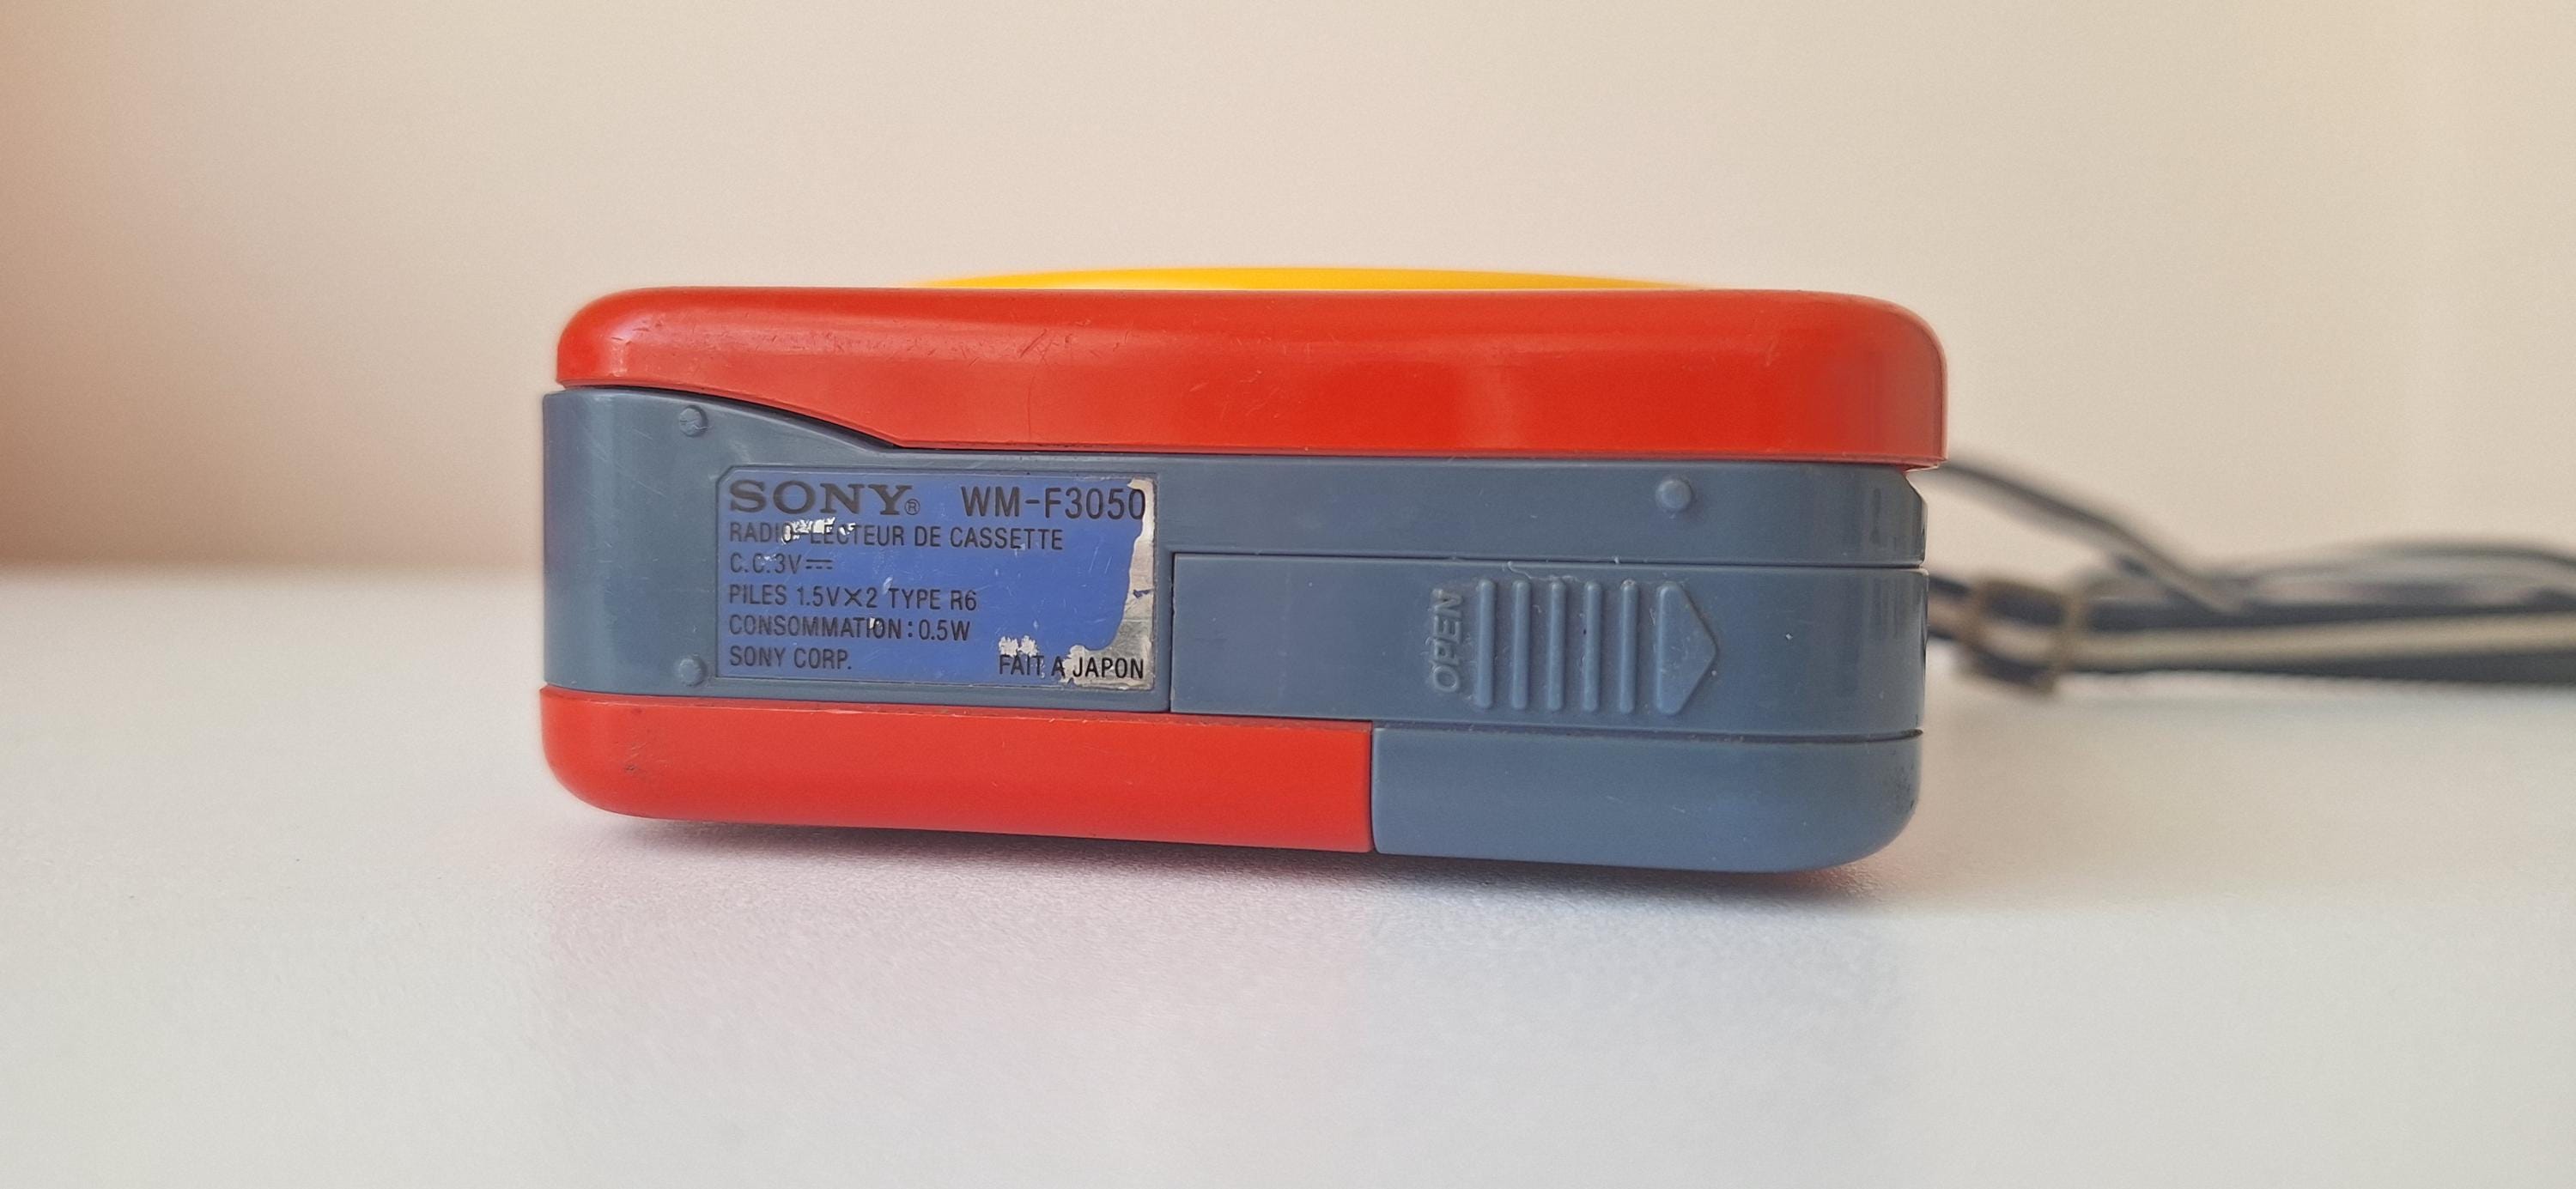 SONY® WM-F3050
RADIO-LECTEUR DE CASSETTE
C.C.3V⎓
PILES 1.5V×2 TYPE R6
CONSOMMATION : 0.5W
SONY CORP. FAIT A JAPON
OPEN